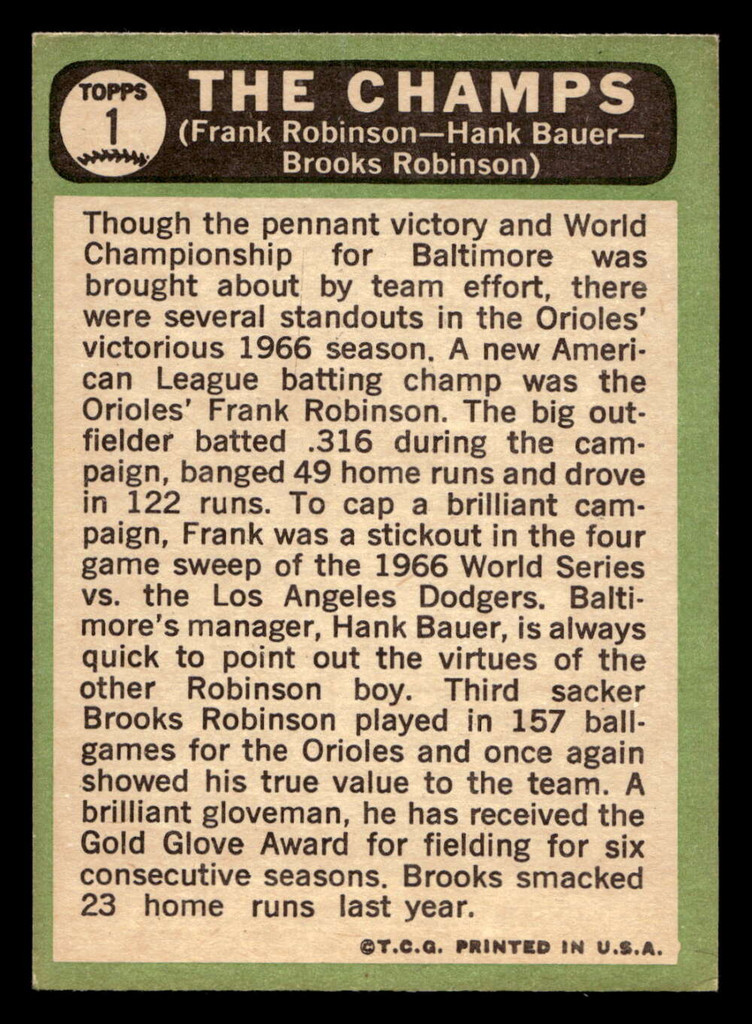 TOPPS
1
THE CHAMPS
(Frank Robinson—Hank Bauer—
Brooks Robinson)
Though the pennant victory and World
Championship for Baltimore was
brought about by team effort, there
were several standouts in the Orioles'
victorious 1966 season. A new Ameri-
can League batting champ was the
Orioles' Frank Robinson. The big out-
fielder batted .316 during the cam-
paign, banged 49 home runs and drove
in 122 runs. To cap a brilliant cam-
paign, Frank was a stickout in the four
game sweep of the 1966 World Series
vs. the Los Angeles Dodgers. Balti-
more's manager, Hank Bauer, is always
quick to point out the virtues of the
other Robinson boy. Third sacker
Brooks Robinson played in 157 ball-
games for the Orioles and once again
showed his true value to the team. A
brilliant gloveman, he has received the
Gold Glove Award for fielding for six
consecutive seasons. Brooks smacked
23 home runs last year.
©T.C.G. PRINTED IN U.S.A.